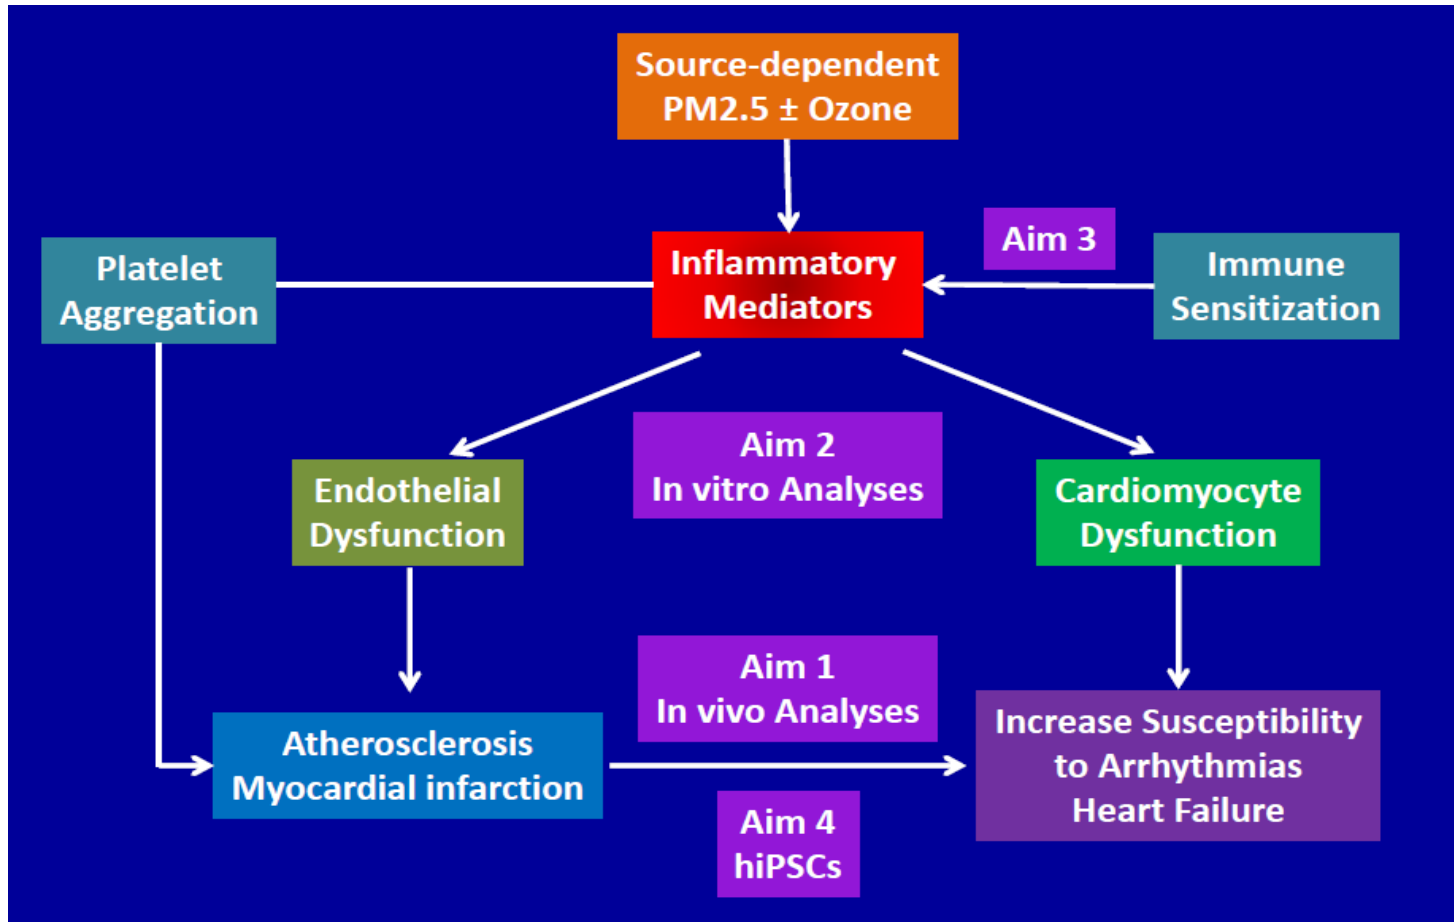 Source-dependent
PM2.5 ± Ozone
Aim 3
Platelet
Aggregation
Inflammatory
Mediators
Immune
Sensitization
Aim 2
In vitro Analyses
Endothelial
Dysfunction
Cardiomyocyte
Dysfunction
Aim 1
In vivo Analyses
Atherosclerosis
Myocardial infarction
Increase Susceptibility
to Arrhythmias
Heart Failure
Aim 4
hiPSCs